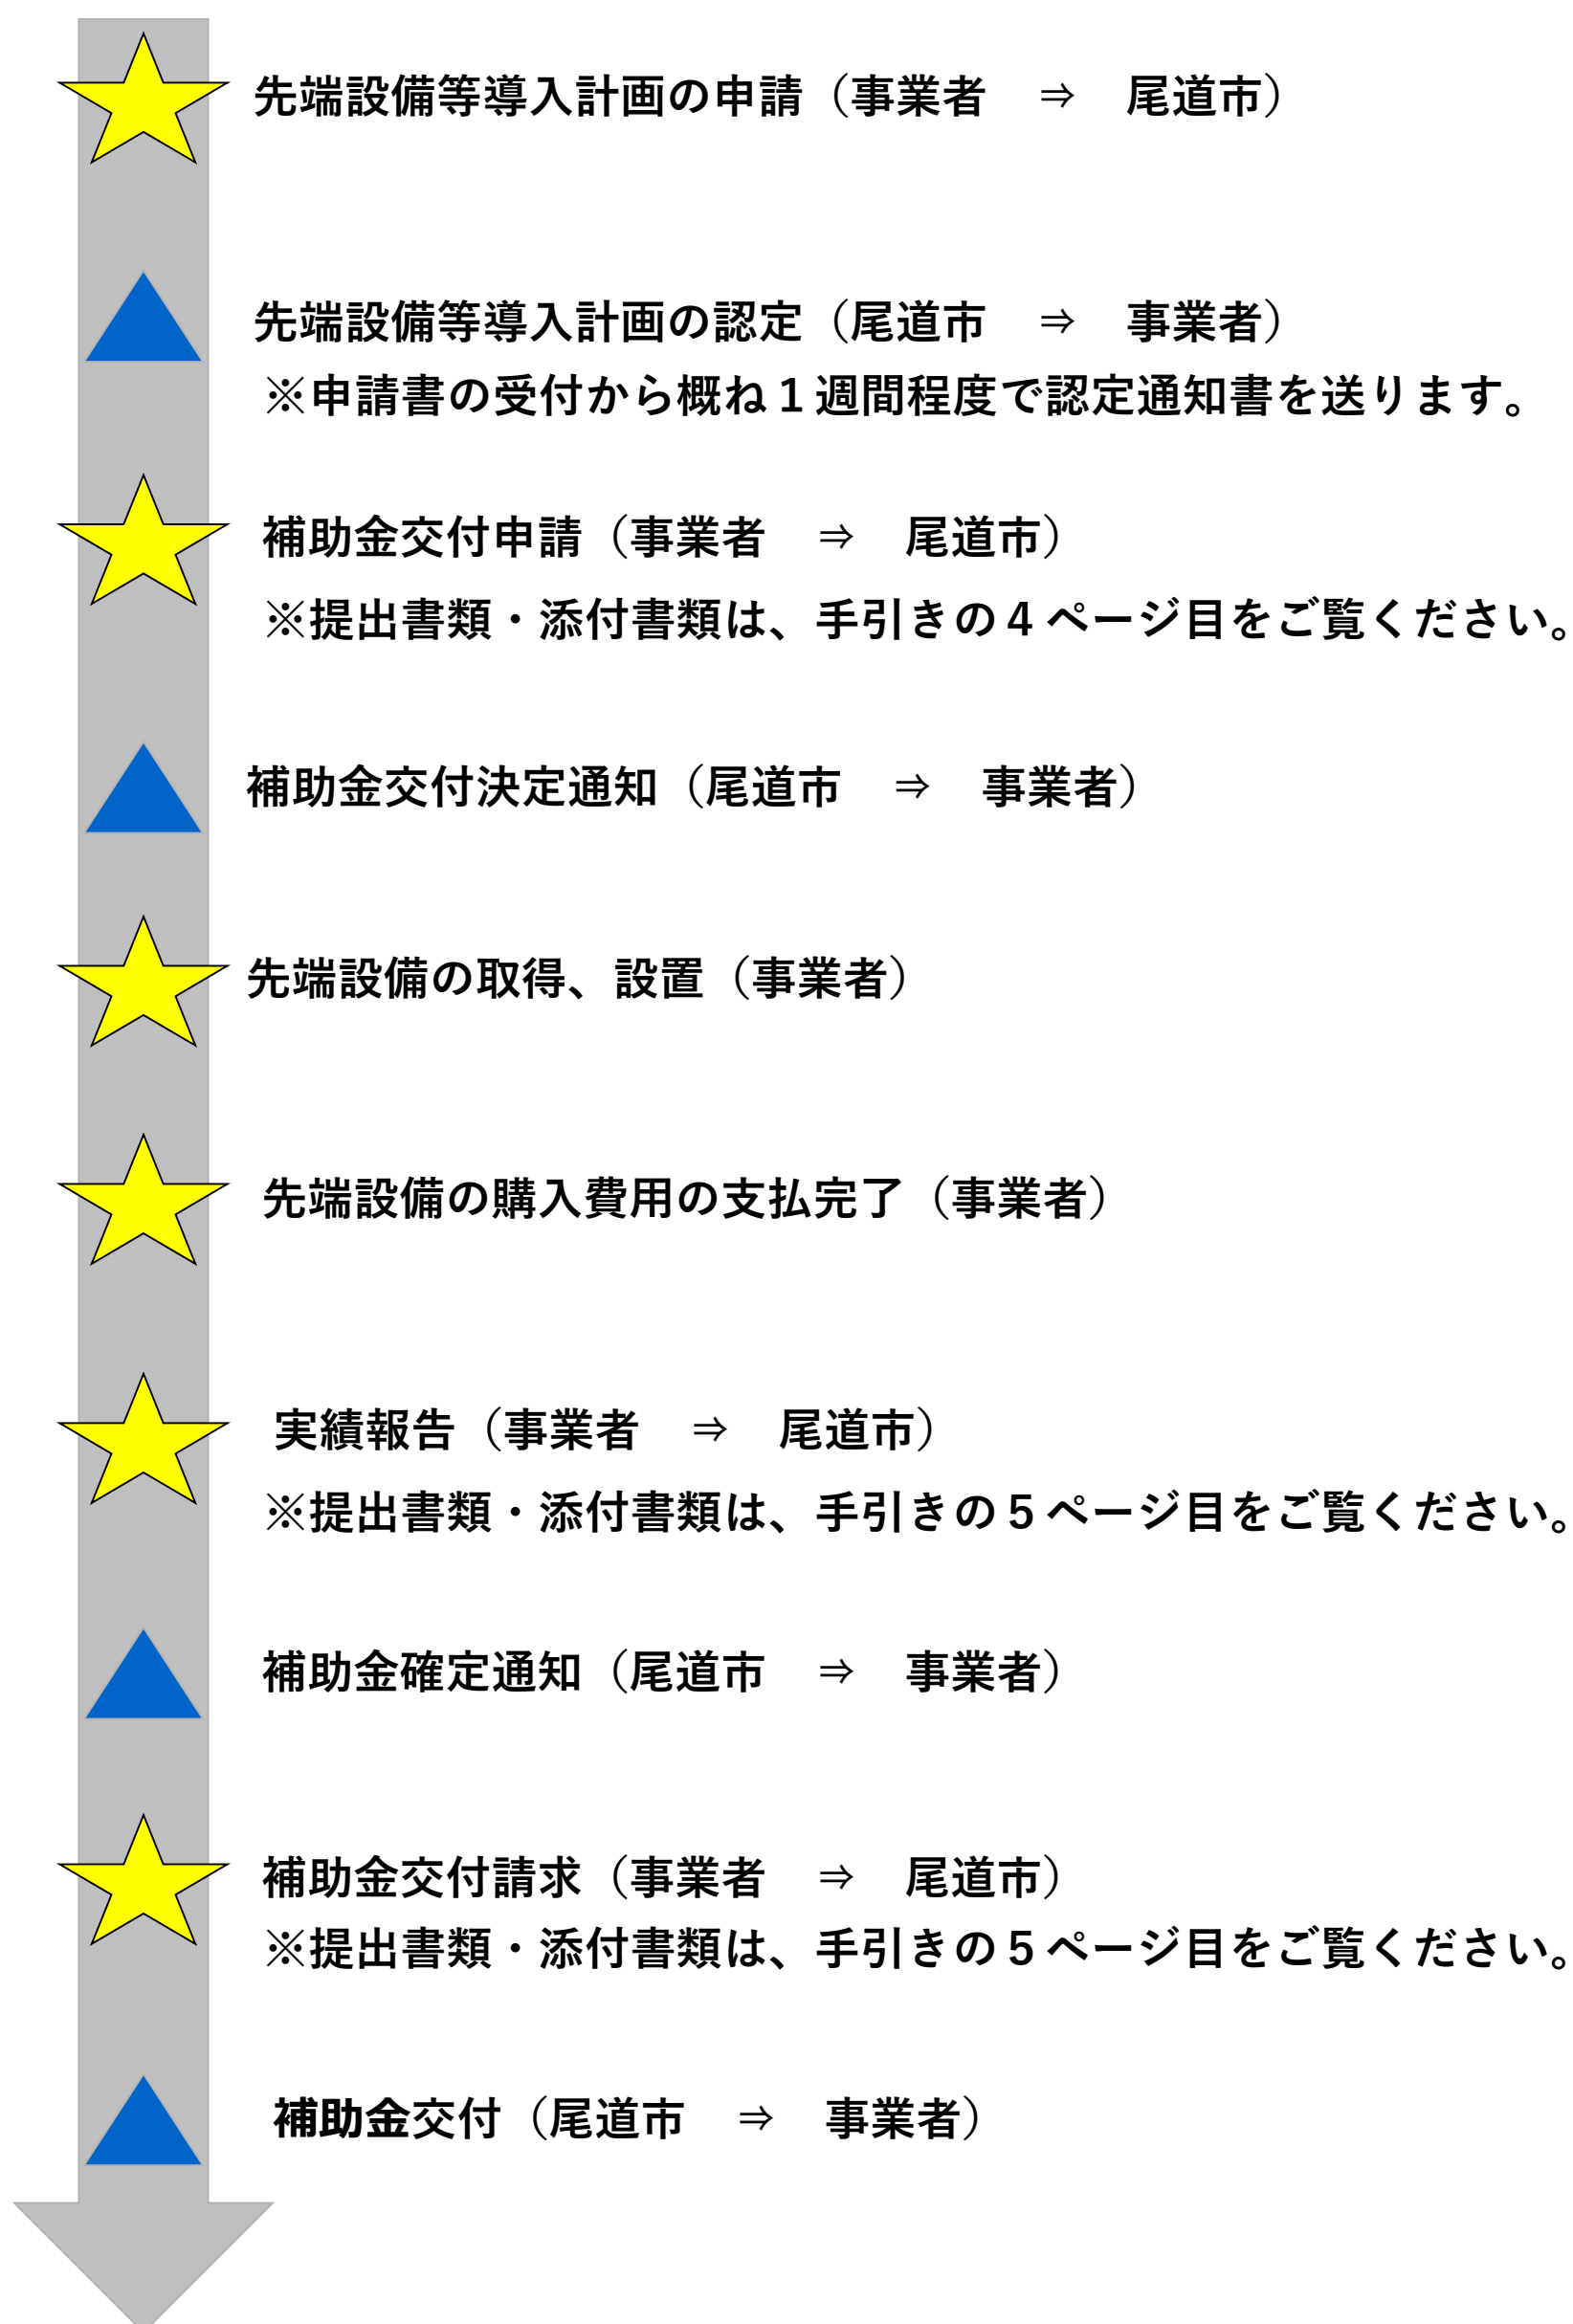 先端設備等導入計画の申請（事業者　⇒　尾道市）
先端設備等導入計画の認定（尾道市　⇒　事業者）
※申請書の受付から概ね１週間程度で認定通知書を送ります。
補助金交付申請（事業者　⇒　尾道市）
※提出書類・添付書類は、手引きの４ページ目をご覧ください。
補助金交付決定通知（尾道市　⇒　事業者）
先端設備の取得、設置（事業者）
先端設備の購入費用の支払完了（事業者）
実績報告（事業者　⇒　尾道市）
※提出書類・添付書類は、手引きの５ページ目をご覧ください。
補助金確定通知（尾道市　⇒　事業者）
補助金交付請求（事業者　⇒　尾道市）
※提出書類・添付書類は、手引きの５ページ目をご覧ください。
補助金交付（尾道市　⇒　事業者）